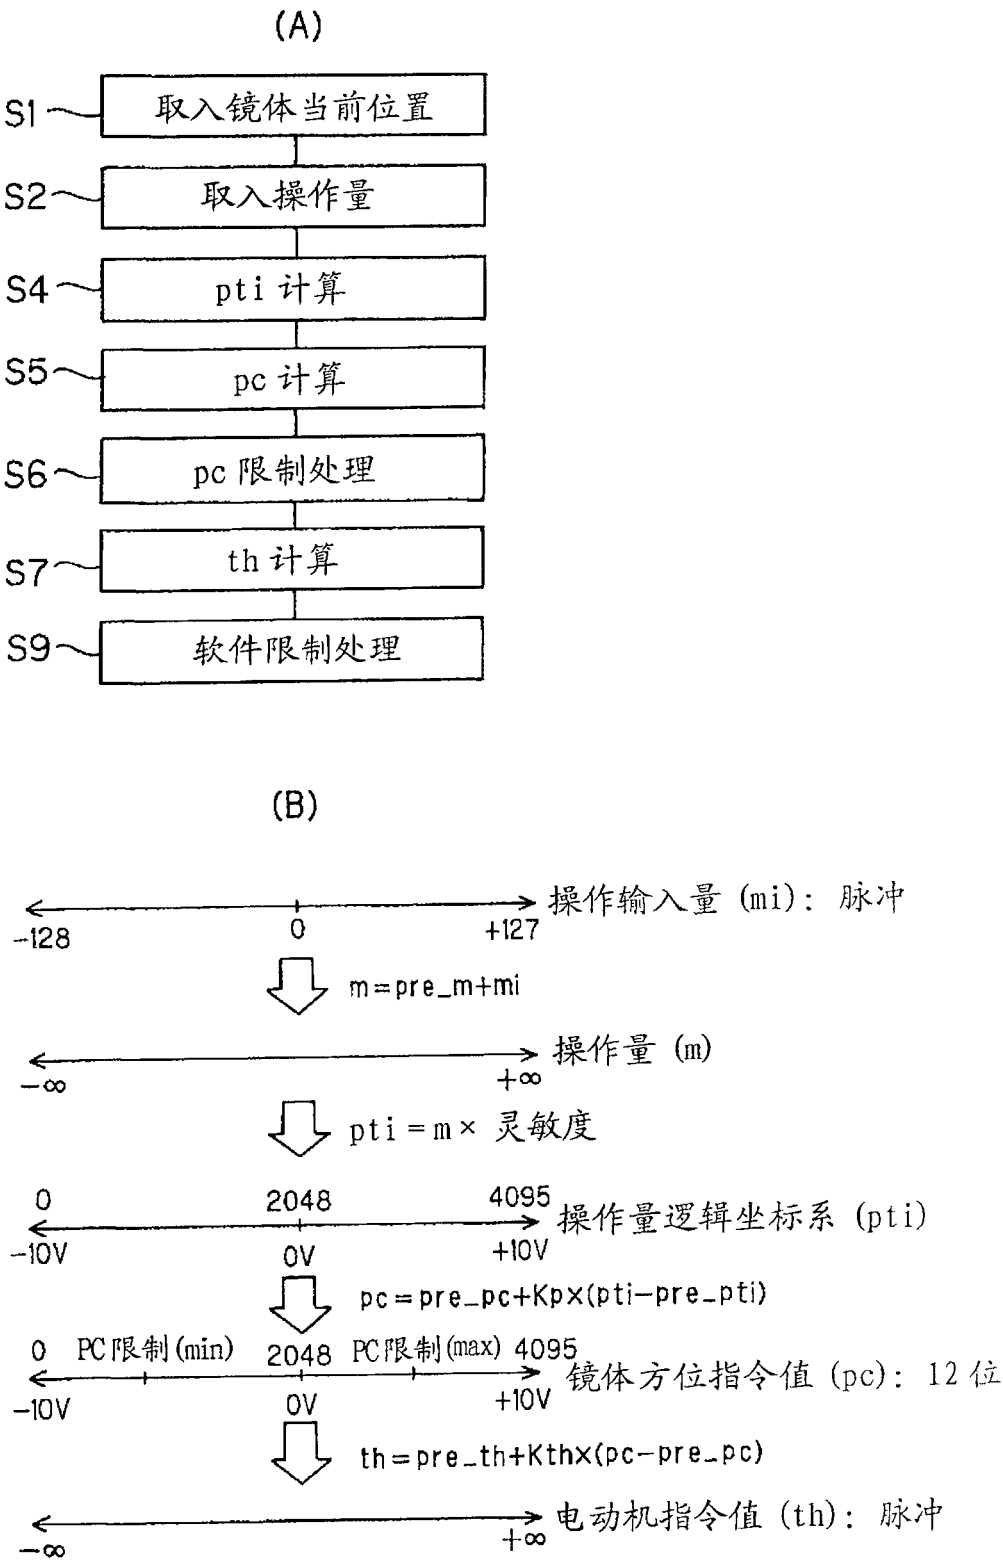 (A)
S1 取入镜体当前位置
S2 取入操作量
S4 pti 计算
S5 pc 计算
S6 pc 限制处理
S7 th 计算
S9 软件限制处理
(B)
操作输入量 (mi): 脉冲
-128 0 +127
m=pre_m+mi
操作量 (m)
-∞ +∞
pti=m× 灵敏度
0 2048 4095
操作量逻辑坐标系 (pti)
-10V 0V +10V
pc=pre_pc+Kp×(pti-pre_pti)
0 PC限制(min) 2048 PC限制(max) 4095
镜体方位指令值 (pc): 12位
-10V 0V +10V
th=pre_th+Kth×(pc-pre_pc)
电动机指令值 (th): 脉冲
-∞ +∞